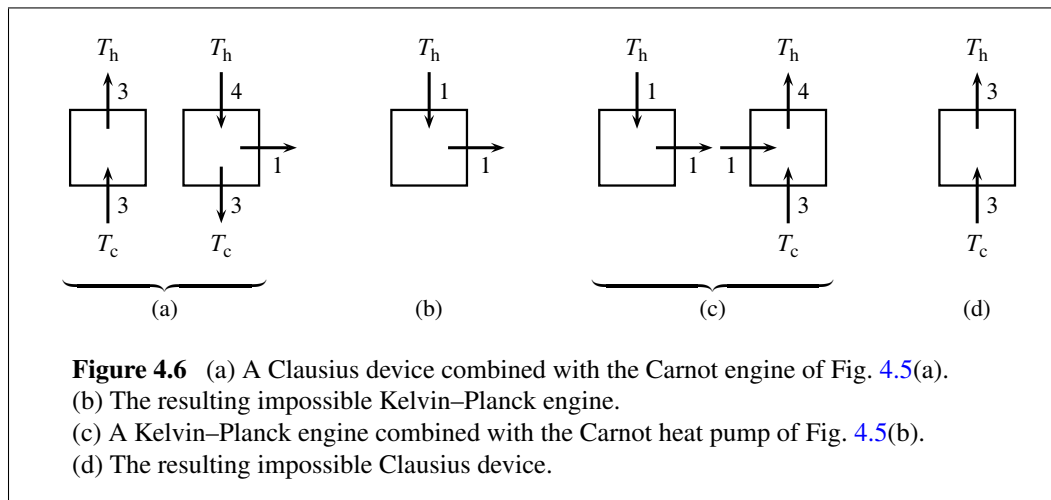 T_h T_h T_h T_h T_h T_h
3 4 1 1 4 3
1 1 1 1
3 3 3 3
T_c T_c T_c T_c
(a) (b) (c) (d)
Figure 4.6 (a) A Clausius device combined with the Carnot engine of Fig. 4.5(a).
(b) The resulting impossible Kelvin–Planck engine.
(c) A Kelvin–Planck engine combined with the Carnot heat pump of Fig. 4.5(b).
(d) The resulting impossible Clausius device.